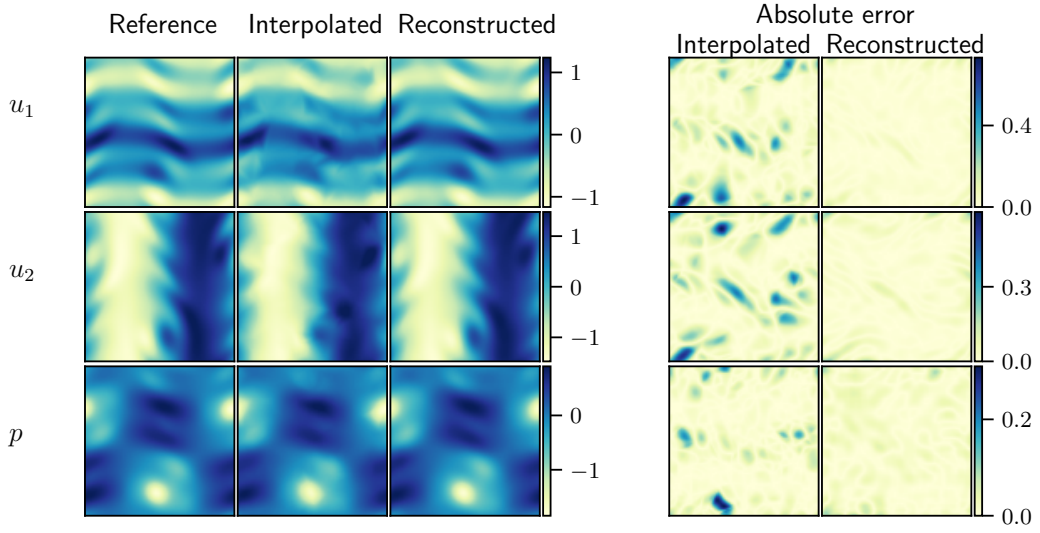 Absolute error
Reference Interpolated Reconstructed Interpolated Reconstructed
u1
1
0
−1
0.4
0.0
u2
1
0
−1
0.3
0.0
p
0
−1
0.2
0.0